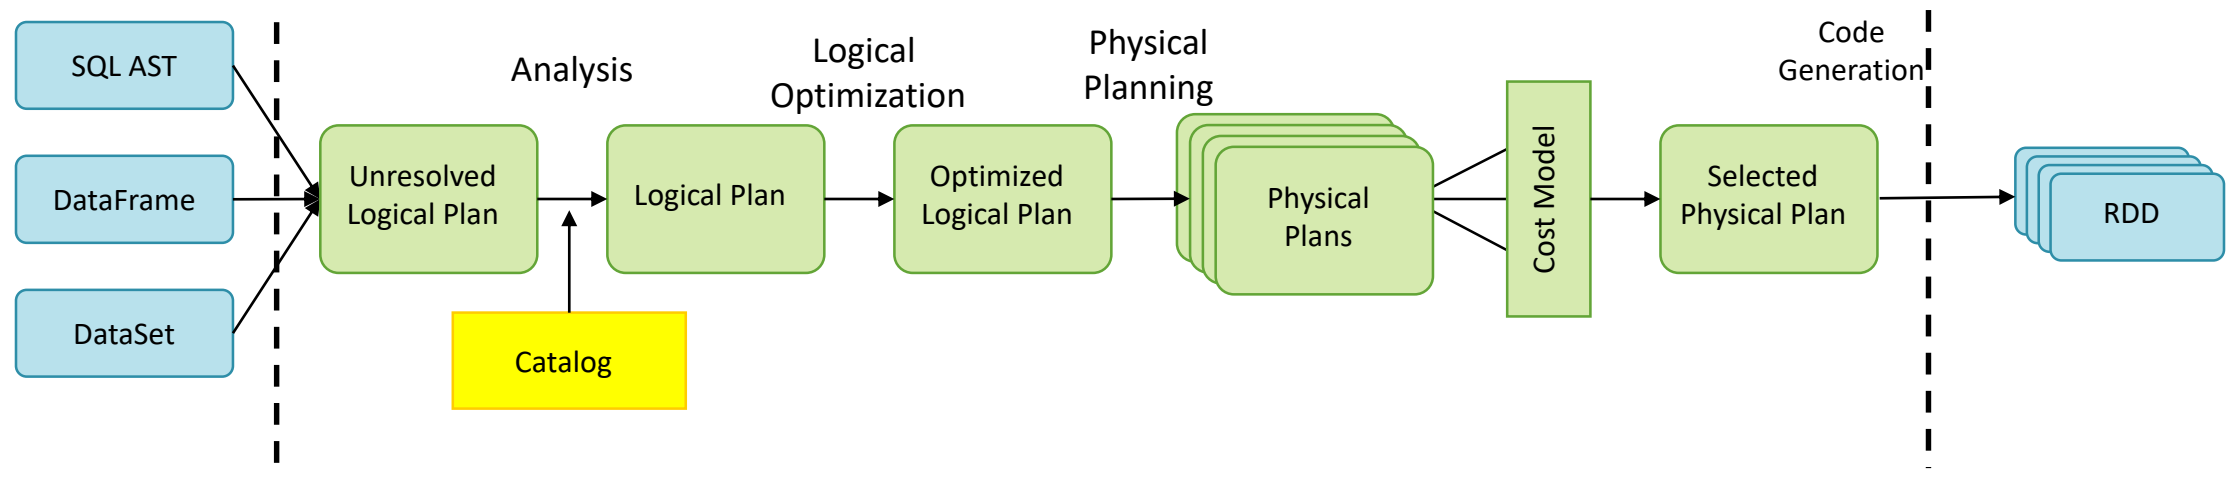 SQL AST
DataFrame
DataSet
Analysis
Unresolved
Logical Plan
Catalog
Logical Plan
Logical
Optimization
Optimized
Logical Plan
Physical
Planning
Physical
Plans
Cost Model
Selected
Physical Plan
Code
Generation
RDD